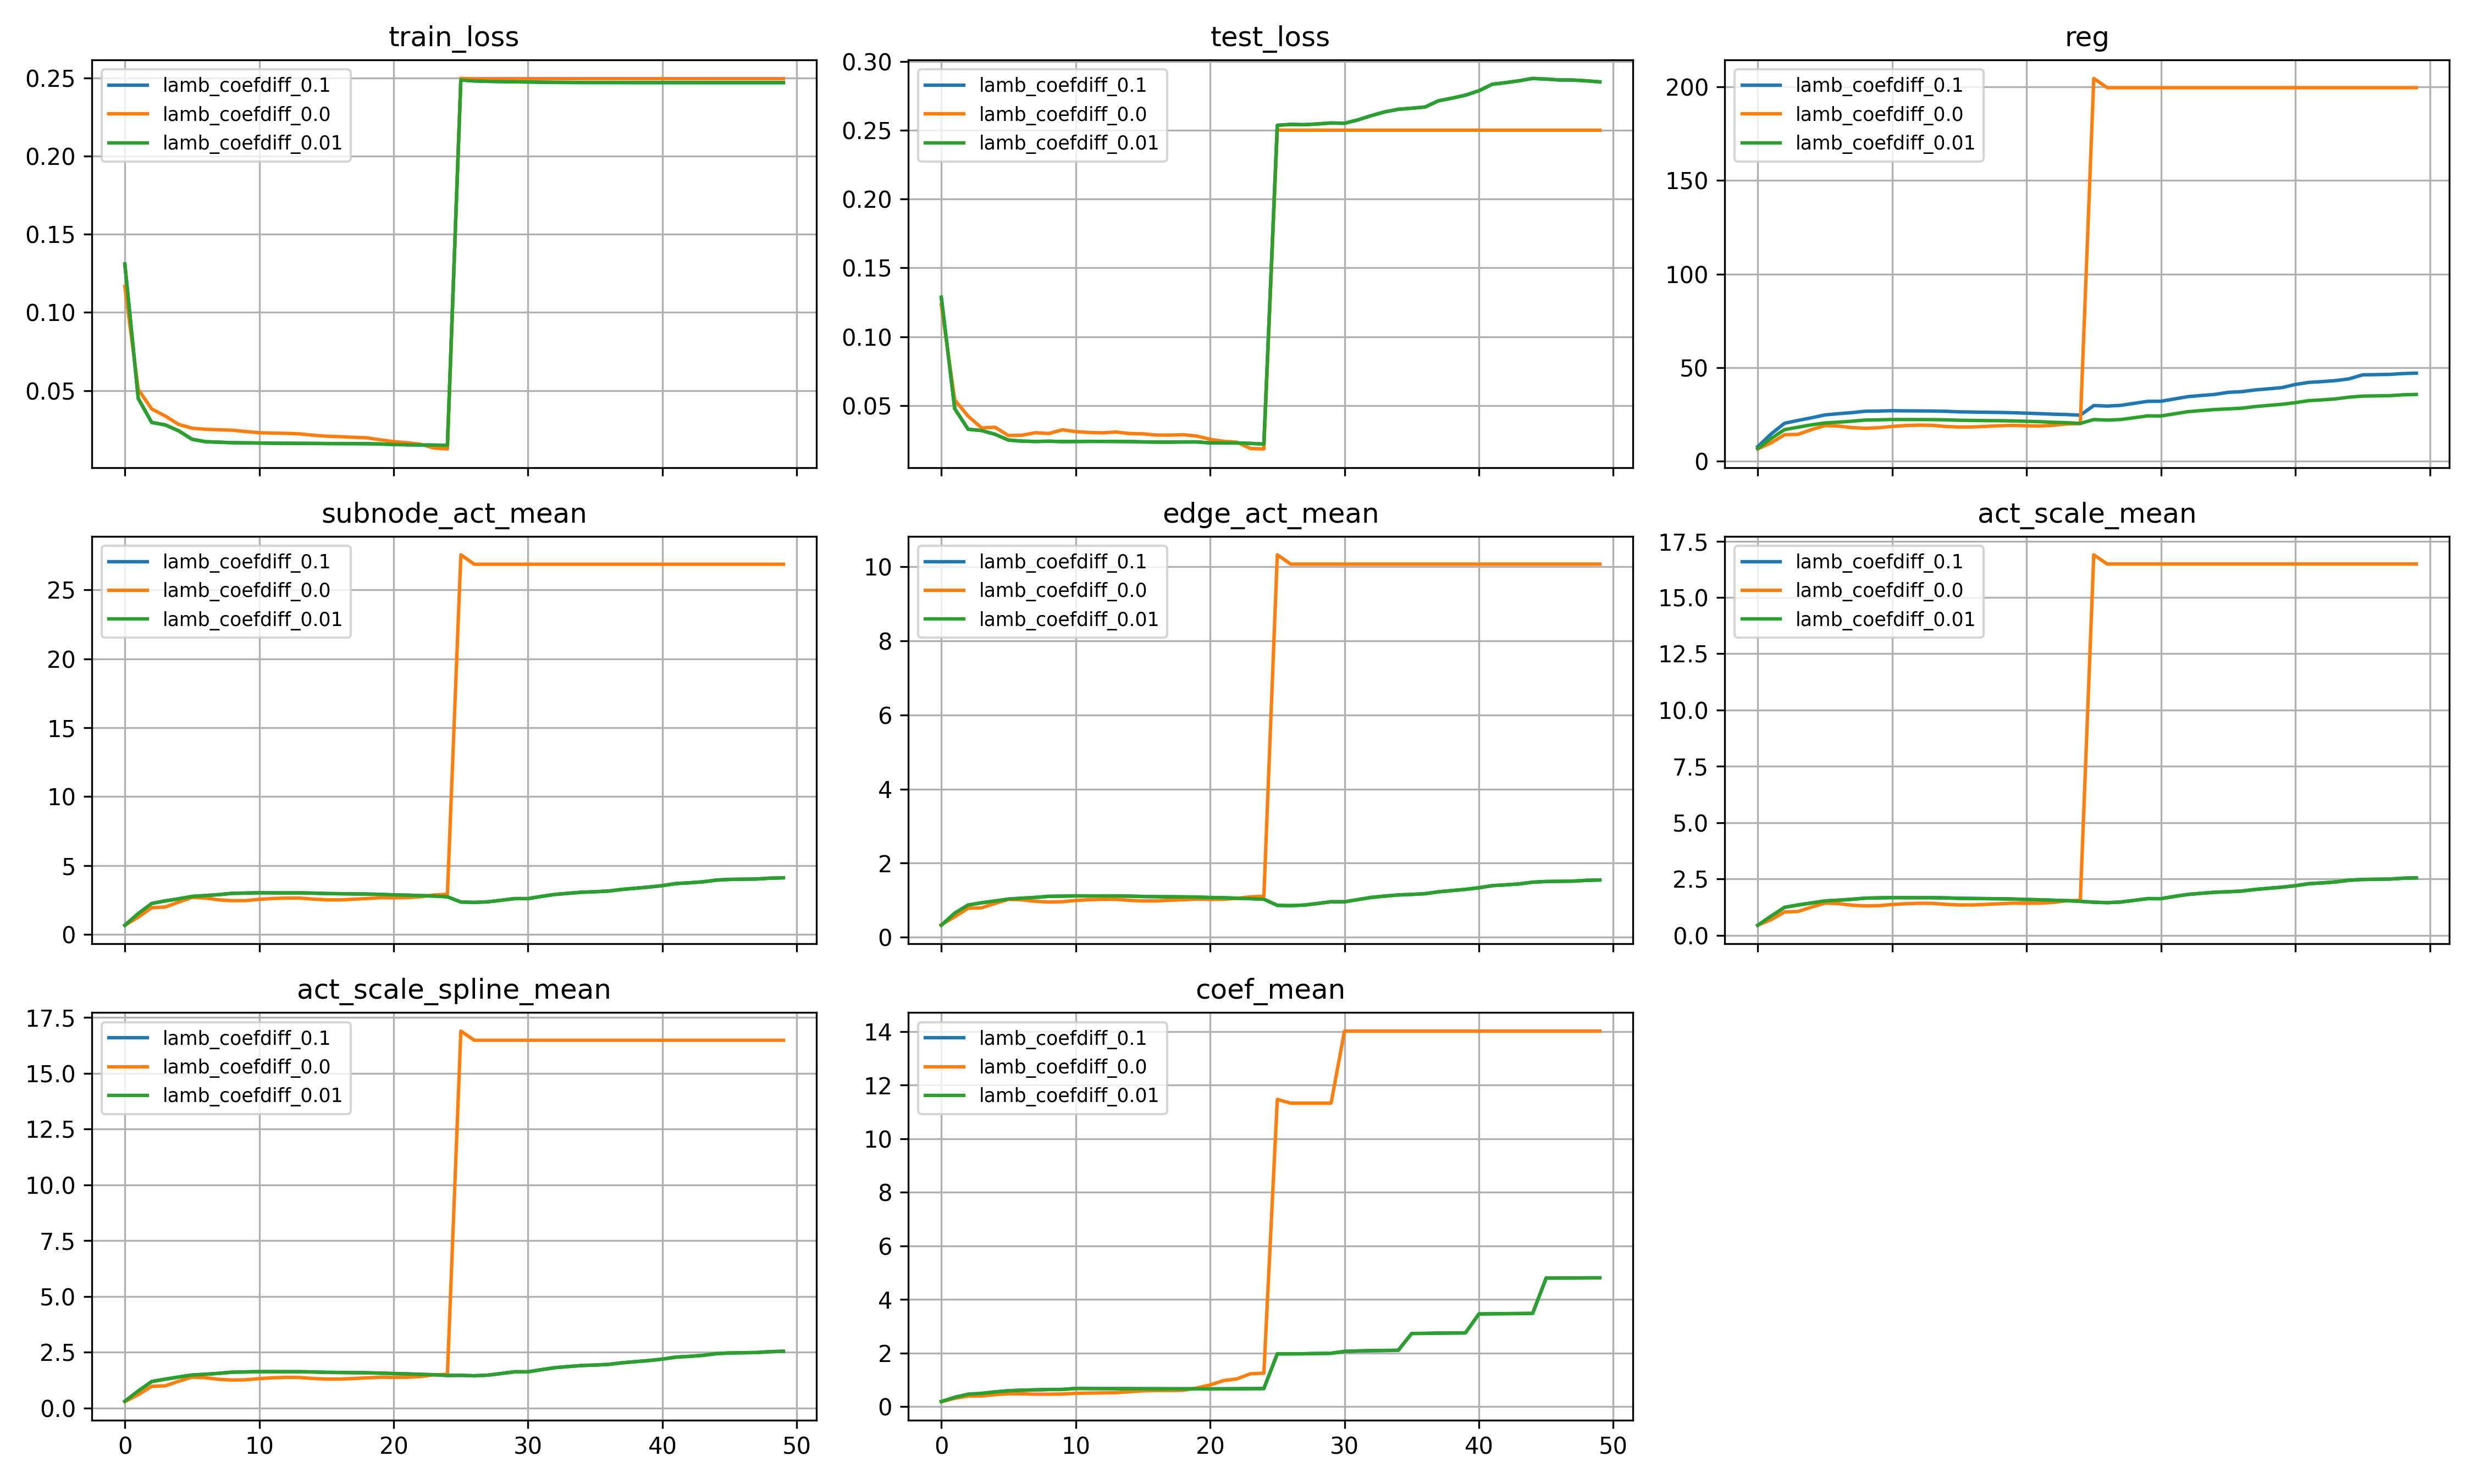 train_loss
0.25
0.20
0.15
0.10
0.05
lamb_coefdiff_0.1
lamb_coefdiff_0.0
lamb_coefdiff_0.01
test_loss
0.30
0.25
0.20
0.15
0.10
0.05
lamb_coefdiff_0.1
lamb_coefdiff_0.0
lamb_coefdiff_0.01
reg
200
150
100
50
0
lamb_coefdiff_0.1
lamb_coefdiff_0.0
lamb_coefdiff_0.01
subnode_act_mean
25
20
15
10
5
0
lamb_coefdiff_0.1
lamb_coefdiff_0.0
lamb_coefdiff_0.01
edge_act_mean
10
8
6
4
2
0
lamb_coefdiff_0.1
lamb_coefdiff_0.0
lamb_coefdiff_0.01
act_scale_mean
17.5
15.0
12.5
10.0
7.5
5.0
2.5
0.0
lamb_coefdiff_0.1
lamb_coefdiff_0.0
lamb_coefdiff_0.01
act_scale_spline_mean
17.5
15.0
12.5
10.0
7.5
5.0
2.5
0.0
lamb_coefdiff_0.1
lamb_coefdiff_0.0
lamb_coefdiff_0.01
0 10 20 30 40 50
coef_mean
14
12
10
8
6
4
2
0
lamb_coefdiff_0.1
lamb_coefdiff_0.0
lamb_coefdiff_0.01
0 10 20 30 40 50